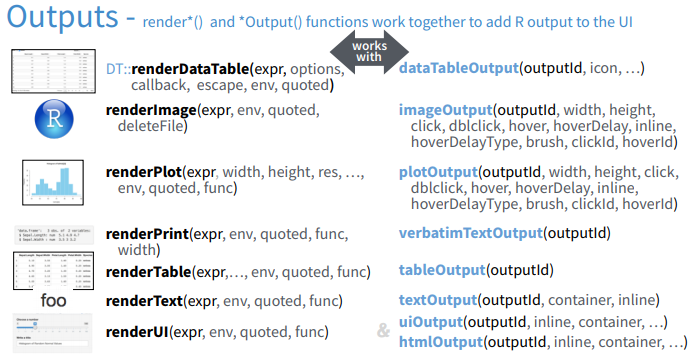 Outputs - render*() and *Output() functions work together to add R output to the UI
works
with
DT::renderDataTable(expr, options,
callback, escape, env, quoted)
dataTableOutput(outputId, icon, …)
R
renderImage(expr, env, quoted,
deleteFile)
imageOutput(outputId, width, height,
click, dblclick, hover, hoverDelay, inline,
hoverDelayType, brush, clickId, hoverId)
renderPlot(expr, width, height, res, …,
env, quoted, func)
plotOutput(outputId, width, height, click,
dblclick, hover, hoverDelay, inline,
hoverDelayType, brush, clickId, hoverId)
renderPrint(expr, env, quoted, func,
width)
verbatimTextOutput(outputId)
renderTable(expr,…, env, quoted, func)
tableOutput(outputId)
foo
renderText(expr, env, quoted, func)
textOutput(outputId, container, inline)
renderUI(expr, env, quoted, func)
&
uiOutput(outputId, inline, container, …)
htmlOutput(outputId, inline, container, …)